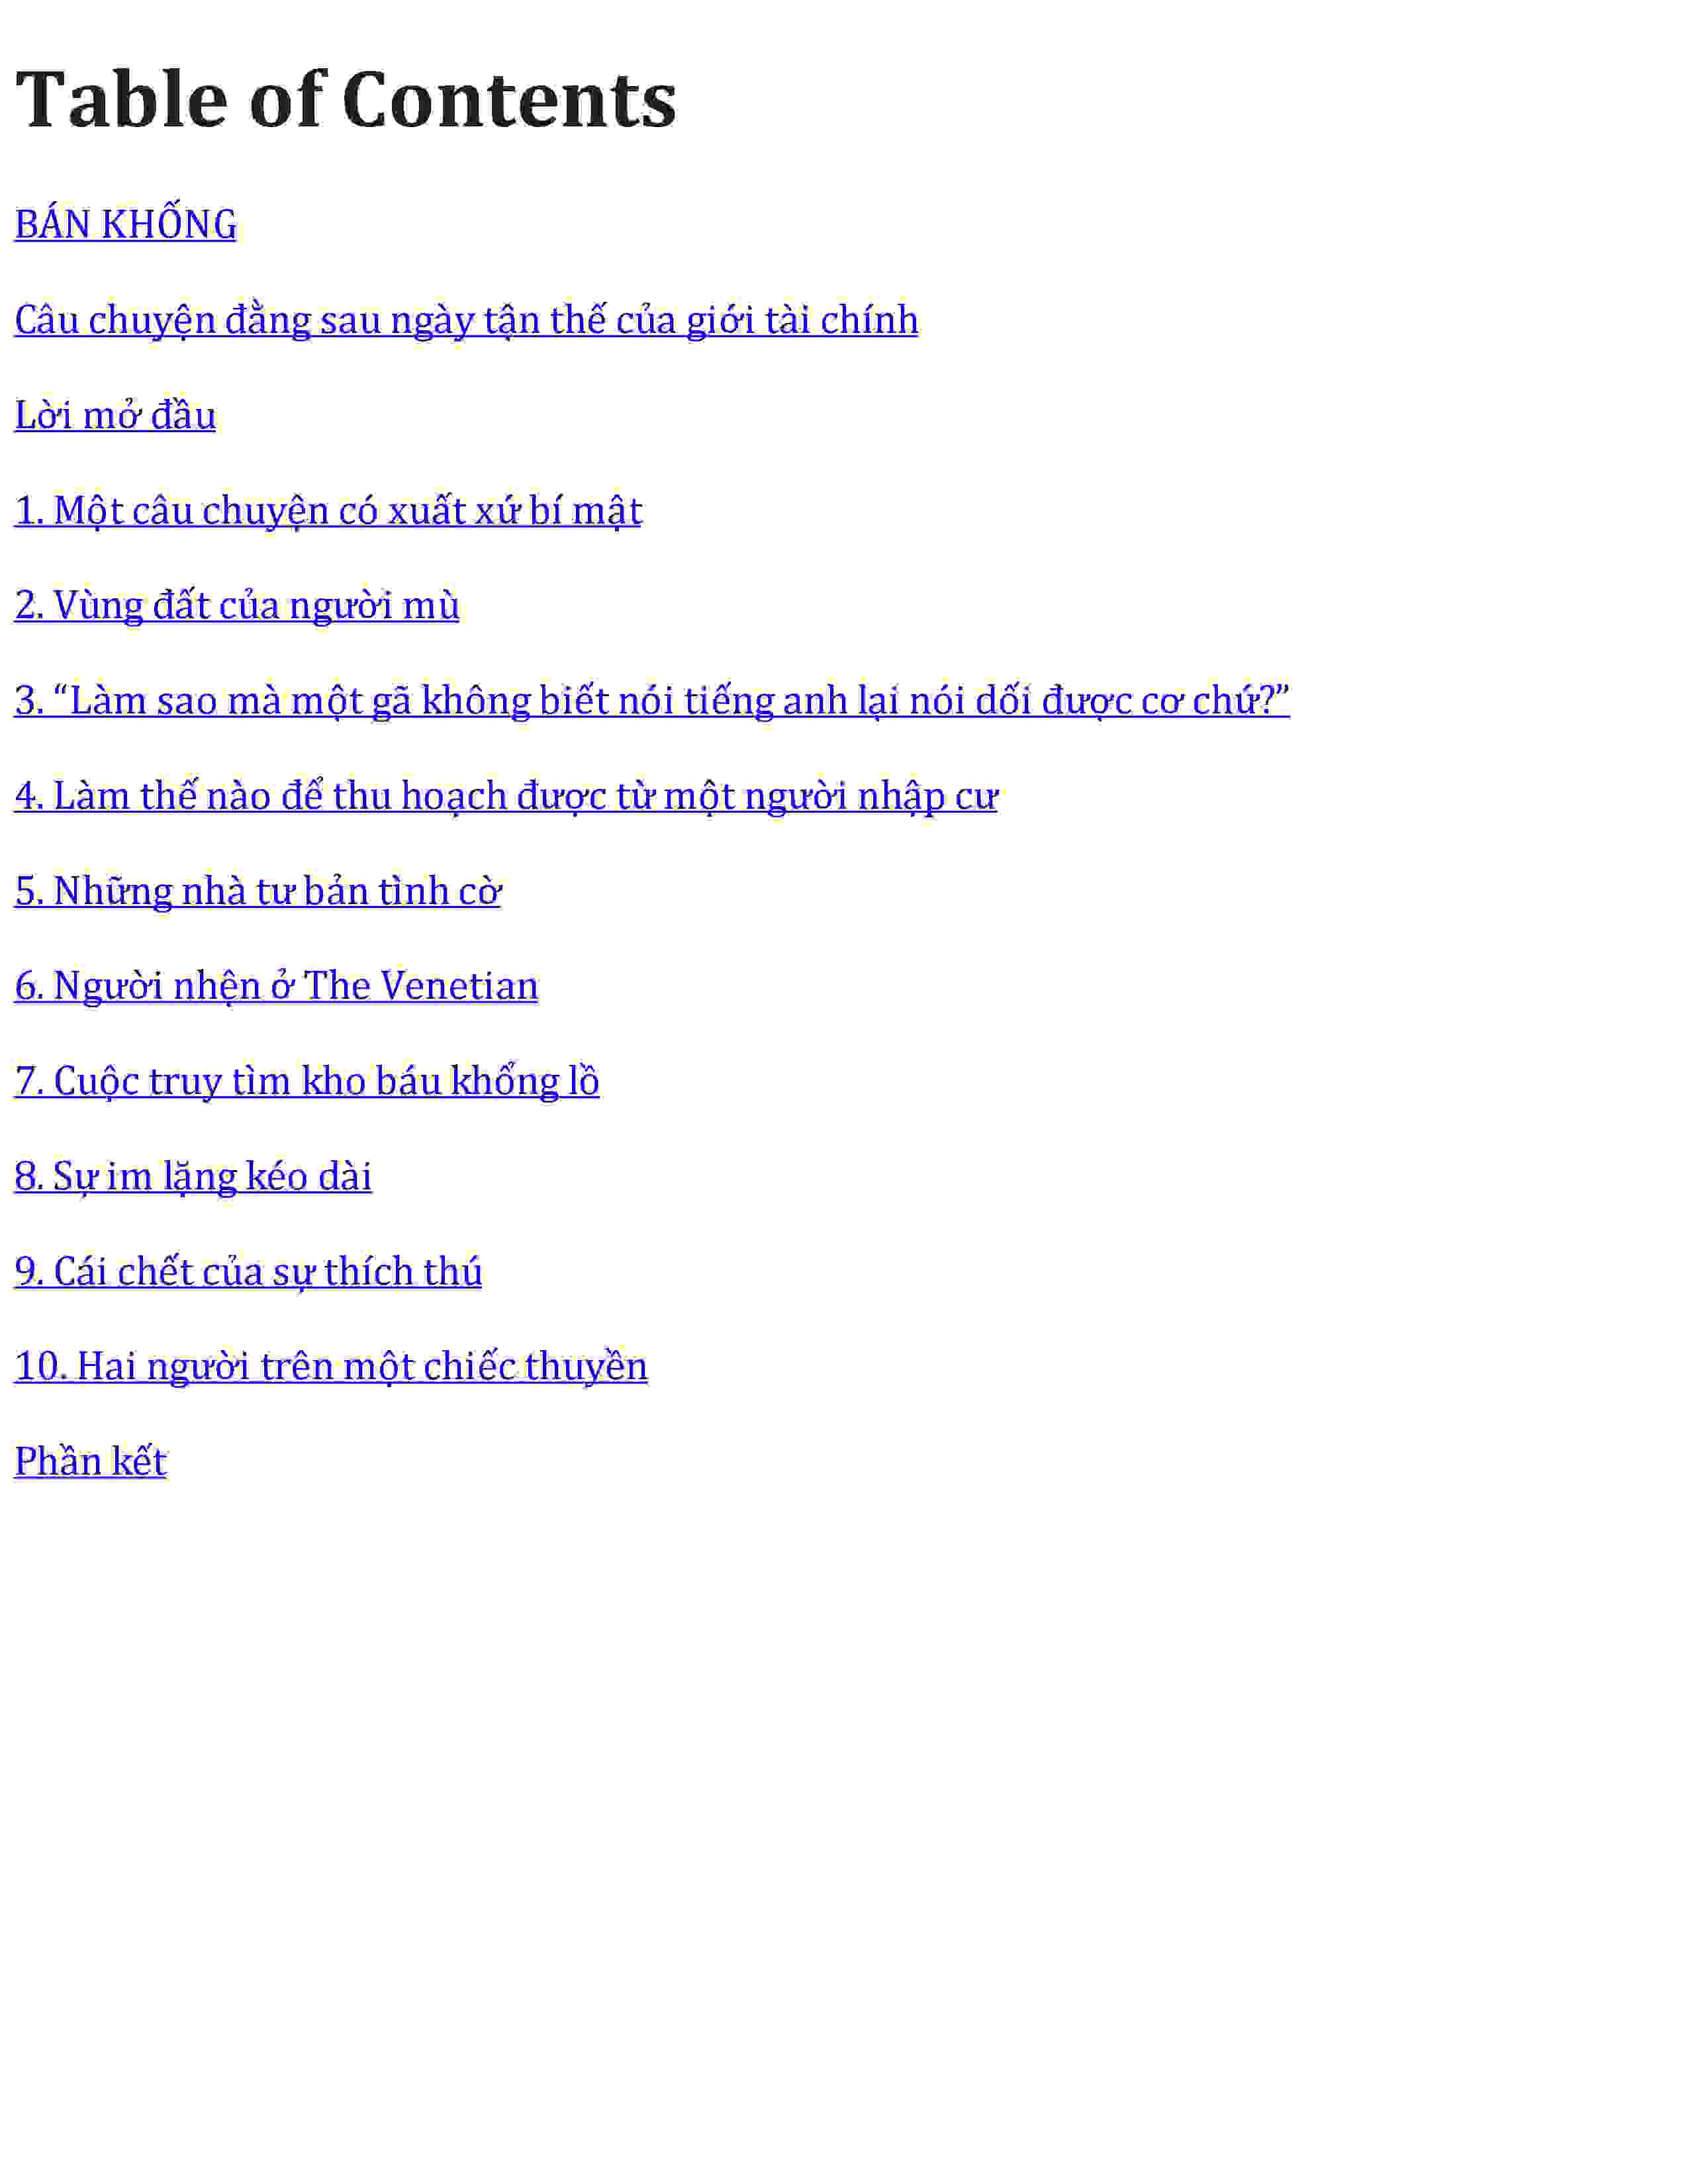 Table of Contents
BÁN KHỐNG
Câu chuyện đằng sau ngày tận thế của giới tài chính
Lời mở đầu
1. Một câu chuyện có xuất xứ bí mật
2. Vùng đất của người mù
3. “Làm sao mà một gã không biết nói tiếng anh lại nói dối được cơ chứ?”
4. Làm thế nào để thu hoạch được từ một người nhập cư
5. Những nhà tư bản tình cờ
6. Người nhện ở The Venetian
7. Cuộc truy tìm kho báu khổng lồ
8. Sự im lặng kéo dài
9. Cái chết của sự thích thú
10. Hai người trên một chiếc thuyền
Phần kết